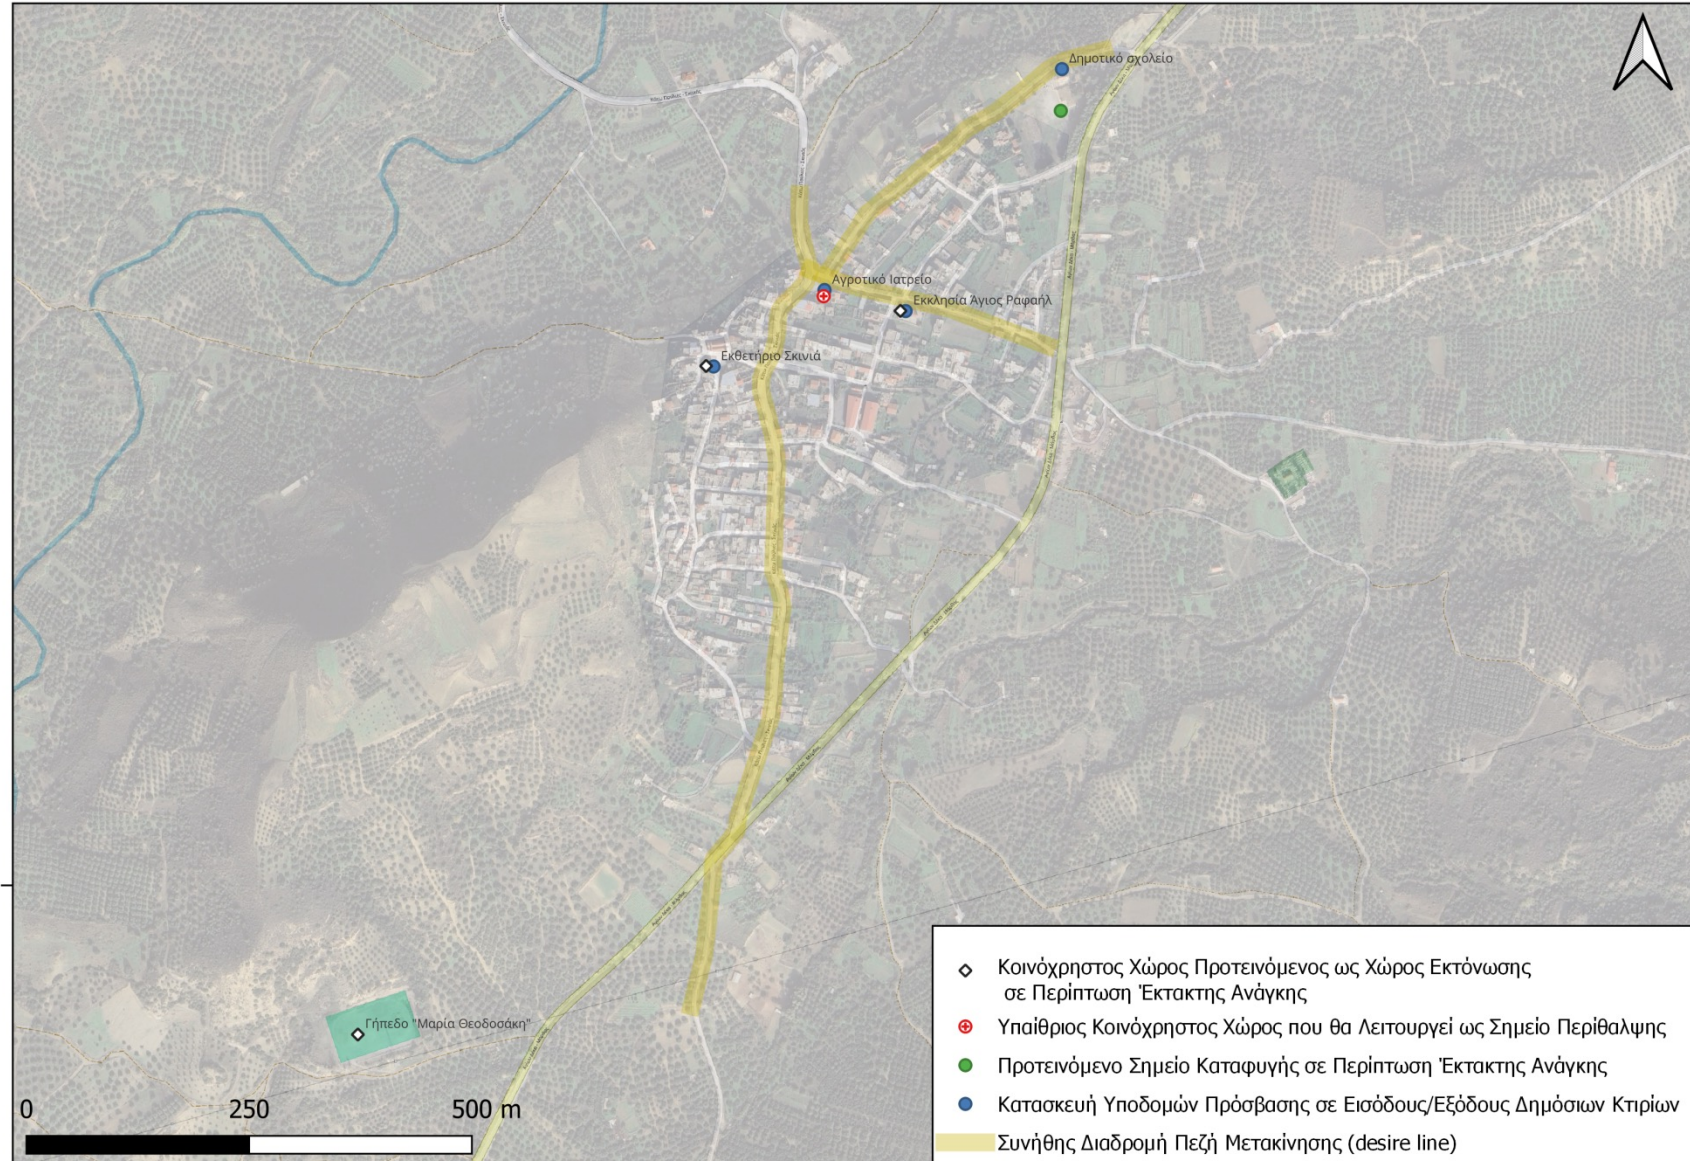 Δημοτικό σχολείο
Αγροτικό Ιατρείο
Εκκλησία Άγιος Ραφαήλ
Εκθετήριο Σκινιά
Γήπεδο "Μαρία Θεοδοσάκη"
0 250 500 m
Κοινόχρηστος Χώρος Προτεινόμενος ως Χώρος Εκτόνωσης
σε Περίπτωση Έκτακτης Ανάγκης
Υπαίθριος Κοινόχρηστος Χώρος που θα Λειτουργεί ως Σημείο Περίθαλψης
Προτεινόμενο Σημείο Καταφυγής σε Περίπτωση Έκτακτης Ανάγκης
Κατασκευή Υποδομών Πρόσβασης σε Εισόδους/Εξόδους Δημόσιων Κτιρίων
Συνήθης Διαδρομή Πεζή Μετακίνησης (desire line)